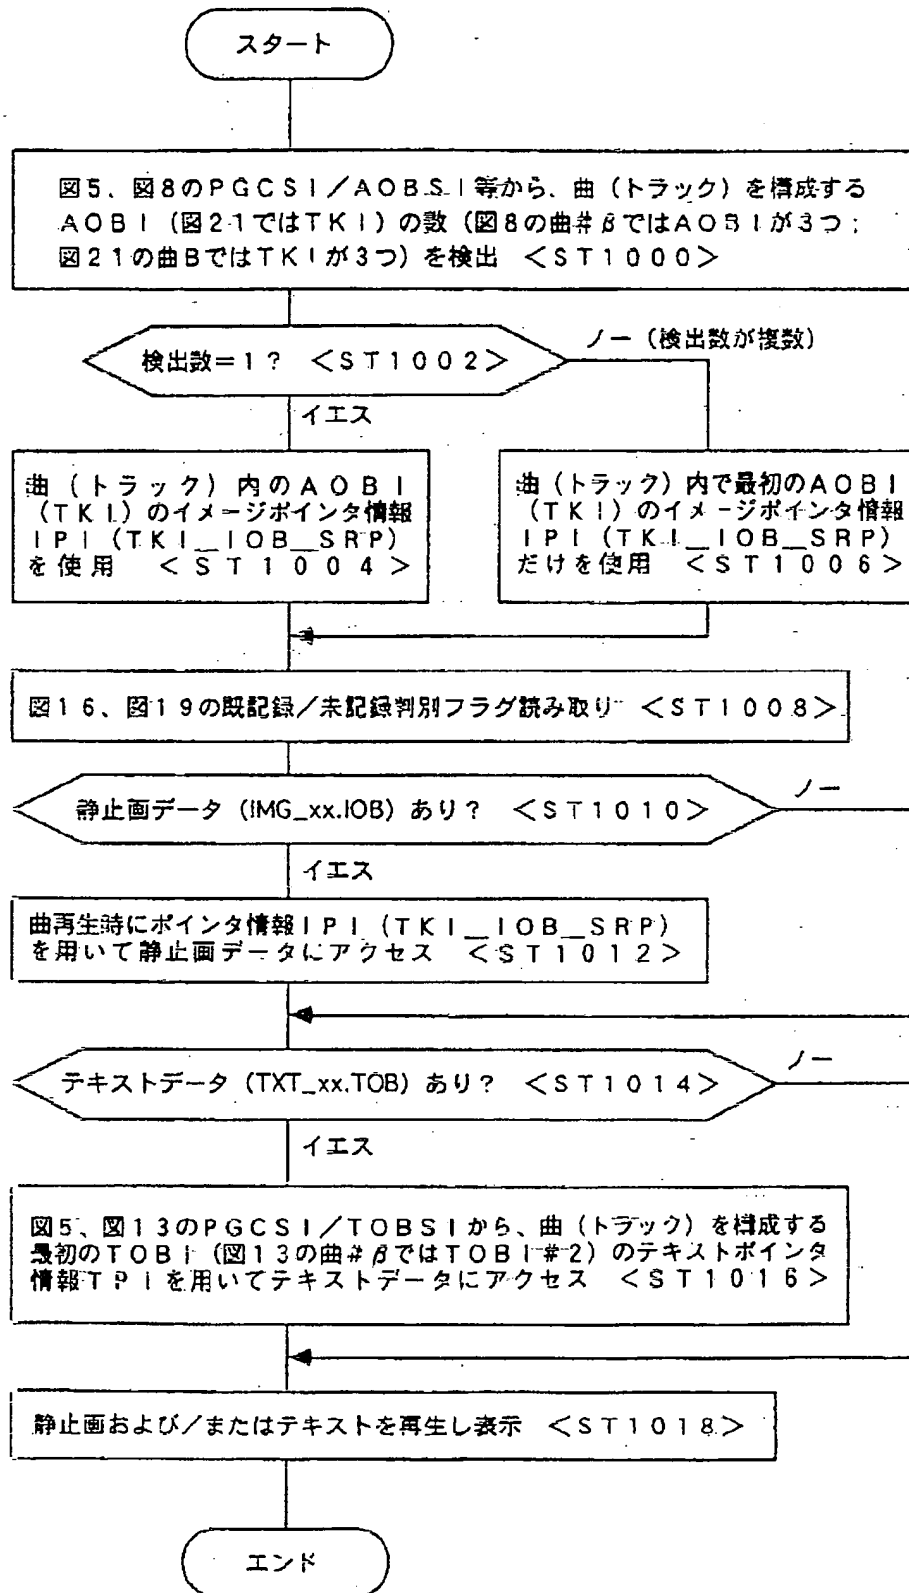 スタート
図5、図8のPGCSI/AOBSI等から、曲(トラック)を構成する
AOBI(図21ではTKI)の数(図8の曲#βではAOBIが3つ;
図21の曲BではTKIが3つ)を検出 <ST1000>
検出数=1? <ST1002>
ノー(検出数が複数)
イエス
曲(トラック)内のAOBI
(TKI)のイメージポインタ情報
IPI(TKI_IOB_SRP)
を使用 <ST1004>
曲(トラック)内で最初のAOBI
(TKI)のイメージポインタ情報
IPI(TKI_IOB_SRP)
だけを使用 <ST1006>
図16、図19の既記録/未記録判別フラグ読み取り <ST1008>
静止画データ(IMG_xx.IOB)あり? <ST1010>
ノー
イエス
曲再生時にポインタ情報IPI(TKI_IOB_SRP)
を用いて静止画データにアクセス <ST1012>
テキストデータ(TXT_xx.TOB)あり? <ST1014>
ノー
イエス
図5、図13のPGCSI/TOBSIから、曲(トラック)を構成する
最初のTOBI(図13の曲#βではTOBI#2)のテキストポインタ
情報TPIを用いてテキストデータにアクセス <ST1016>
静止画および/またはテキストを再生し表示 <ST1018>
エンド